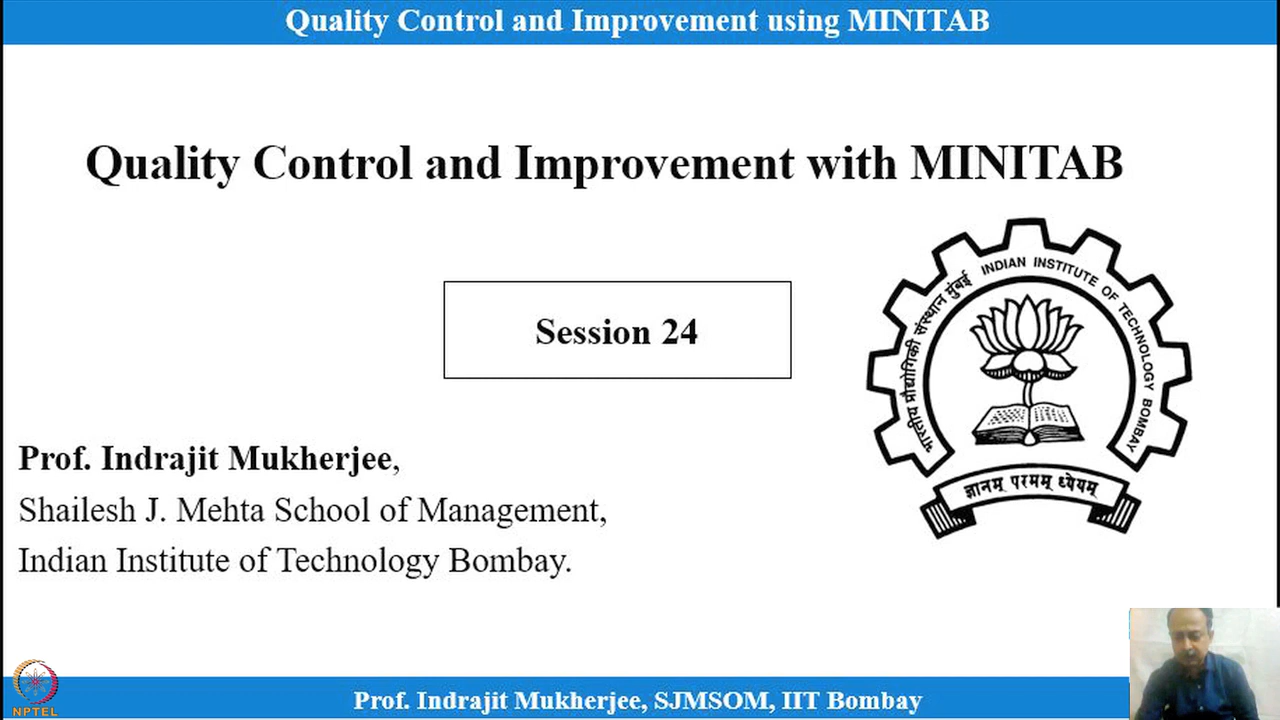 Quality Control and Improvement using MINITAB
Quality Control and Improvement with MINITAB
Session 24
भारतीय प्रौद्योगिकी संस्थान मुंबई
INDIAN INSTITUTE OF TECHNOLOGY BOMBAY
ज्ञानम् परमम् ध्येयम्
Prof. Indrajit Mukherjee,
Shailesh J. Mehta School of Management,
Indian Institute of Technology Bombay.
NPTEL
Prof. Indrajit Mukherjee, SJMSOM, IIT Bombay